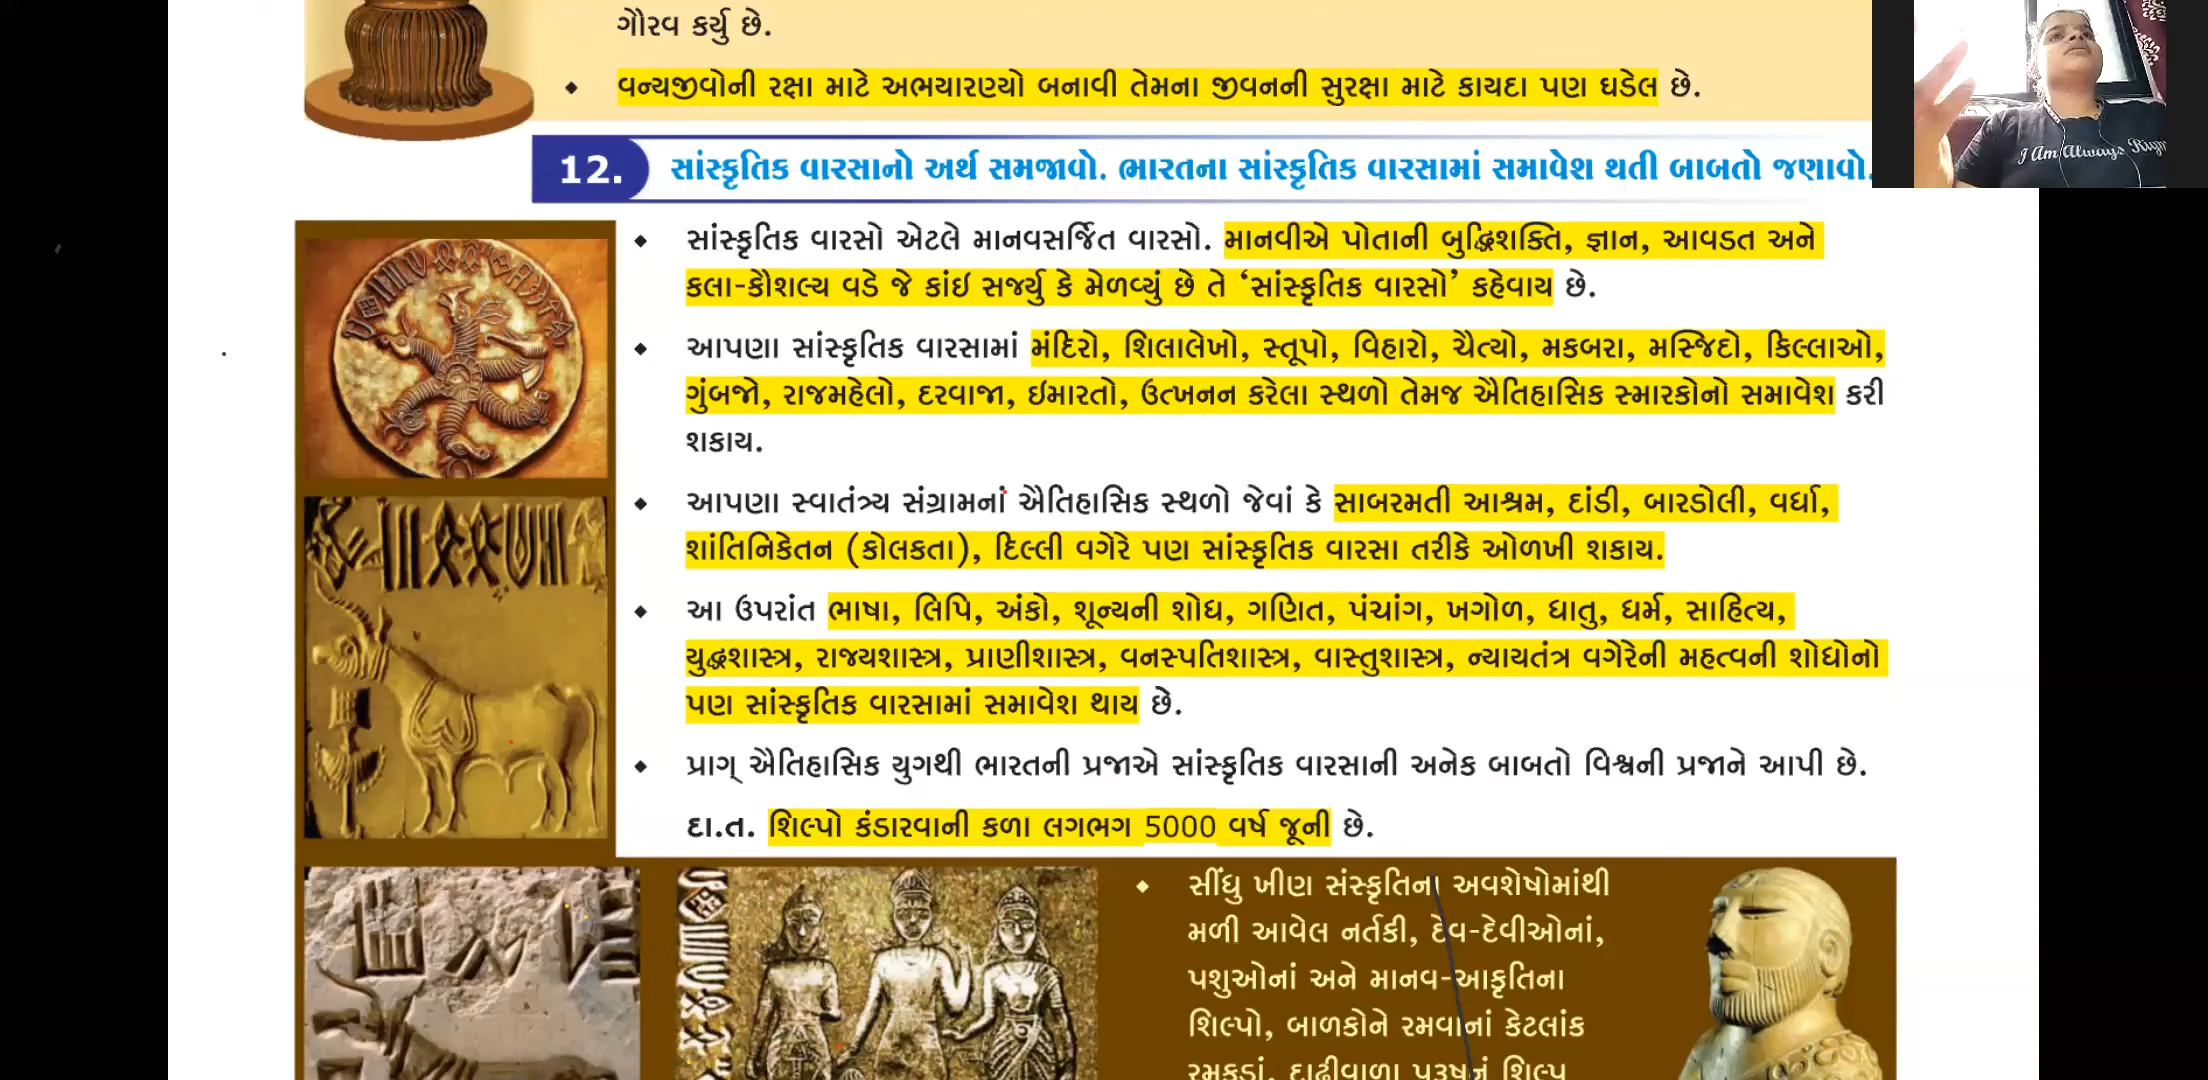 ગૌરવ કર્યુ છે.
◆ વન્યજીવોની રક્ષા માટે અભયારણ્યો બનાવી તેમના જીવનની સુરક્ષા માટે કાયદા પણ ઘડેલ છે.
12. સાંસ્કૃતિક વારસાનો અર્થ સમજાવો. ભારતના સાંસ્કૃતિક વારસામાં સમાવેશ થતી બાબતો જણાવો.
I Am Always
◆ સાંસ્કૃતિક વારસો એટલે માનવસર્જિત વારસો. માનવીએ પોતાની બુદ્ધિશક્તિ, જ્ઞાન, આવડત અને
કલા-કૌશલ્ય વડે જે કાંઇ સર્જ્યુ કે મેળવ્યું છે તે ‘સાંસ્કૃતિક વારસો’ કહેવાય છે.
◆ આપણા સાંસ્કૃતિક વારસામાં મંદિરો, શિલાલેખો, સ્તૂપો, વિહારો, ચૈત્યો, મકબરા, મસ્જિદો, કિલ્લાઓ,
ગુંબજો, રાજમહેલો, દરવાજા, ઈમારતો, ઉત્ખનન કરેલા સ્થળો તેમજ ઐતિહાસિક સ્મારકોનો સમાવેશ કરી
શકાય.
◆ આપણા સ્વાતંત્ર્ય સંગ્રામનાં ઐતિહાસિક સ્થળો જેવાં કે સાબરમતી આશ્રમ, દાંડી, બારડોલી, વર્ધા,
શાંતિનિકેતન (કોલકતા), દિલ્લી વગેરે પણ સાંસ્કૃતિક વારસા તરીકે ઓળખી શકાય.
◆ આ ઉપરાંત ભાષા, લિપિ, અંકો, શૂન્યની શોધ, ગણિત, પંચાંગ, ખગોળ, ધાતુ, ધર્મ, સાહિત્ય,
યુદ્ધશાસ્ત્ર, રાજ્યશાસ્ત્ર, પ્રાણીશાસ્ત્ર, વનસ્પતિશાસ્ત્ર, વાસ્તુશાસ્ત્ર, ન્યાયતંત્ર વગેરેની મહત્વની શોધોનો
પણ સાંસ્કૃતિક વારસામાં સમાવેશ થાય છે.
◆ પ્રાગ્ ઐતિહાસિક યુગથી ભારતની પ્રજાએ સાંસ્કૃતિક વારસાની અનેક બાબતો વિશ્વની પ્રજાને આપી છે.
દા.ત. શિલ્પો કંડારવાની કળા લગભગ 5000 વર્ષ જૂની છે.
◆ સીંધુ ખીણ સંસ્કૃતિના અવશેષોમાંથી
મળી આવેલ નર્તકી, દેવ-દેવીઓનાં,
પશુઓનાં અને માનવ-આકૃતિના
શિલ્પો, બાળકોને રમવાનાં કેટલાંક
રમકડાં, દાઢીવાળા પુરૂષનું શિલ્પ